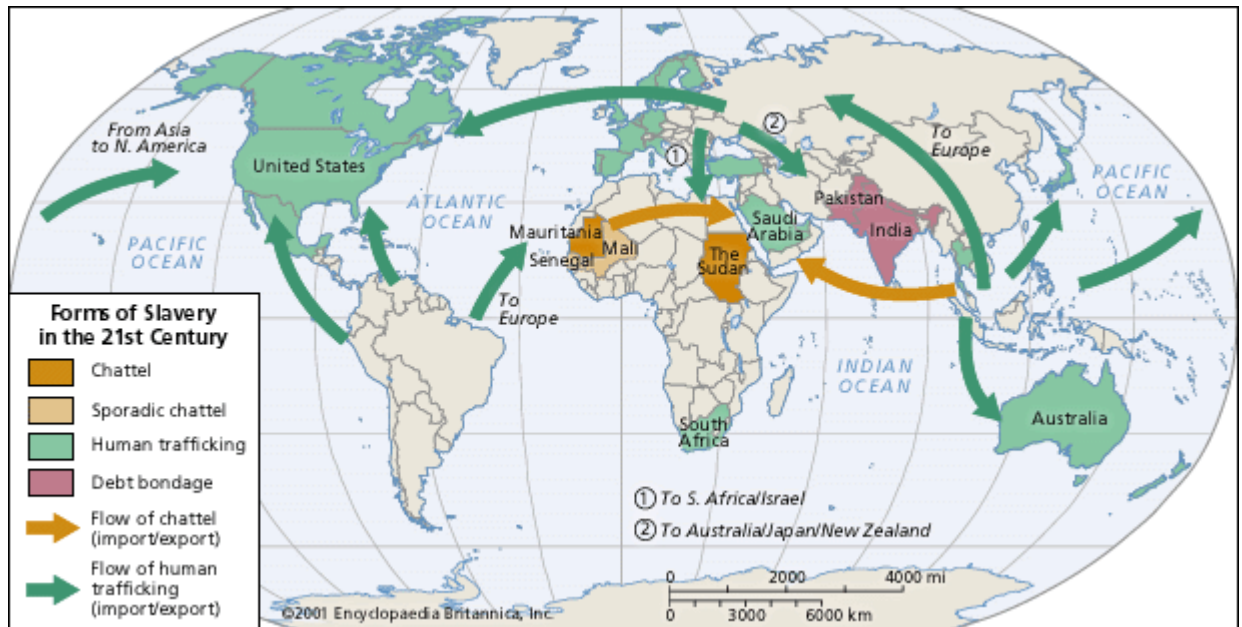 From Asia
to N. America
United States
ATLANTIC
OCEAN
PACIFIC
OCEAN
Mauritania
Senegal
Mali
To
Europe
The
Sudan
Saudi
Arabia
Pakistan
India
To
Europe
PACIFIC
OCEAN
INDIAN
OCEAN
South
Africa
Australia
1
2
Forms of Slavery
in the 21st Century
Chattel
Sporadic chattel
Human trafficking
Debt bondage
Flow of chattel
(import/export)
Flow of human
trafficking
(import/export)
1 To S. Africa/Israel
2 To Australia/Japan/New Zealand
0 2000 4000 mi
0 3000 6000 km
©2001 Encyclopaedia Britannica, Inc.